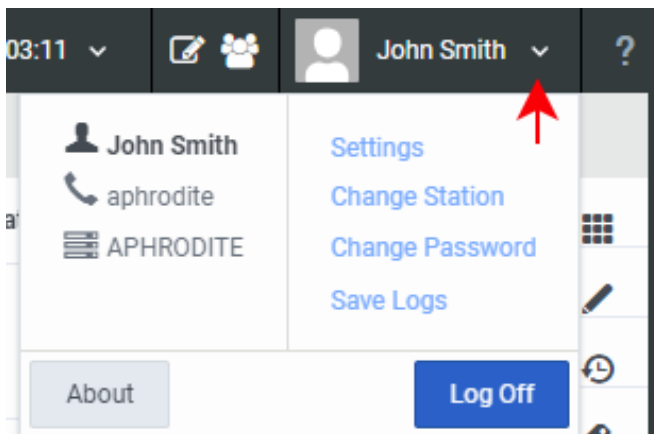 03:11
John Smith
?
John Smith
aphrodite
APHRODITE
Settings
Change Station
Change Password
Save Logs
About
Log Off